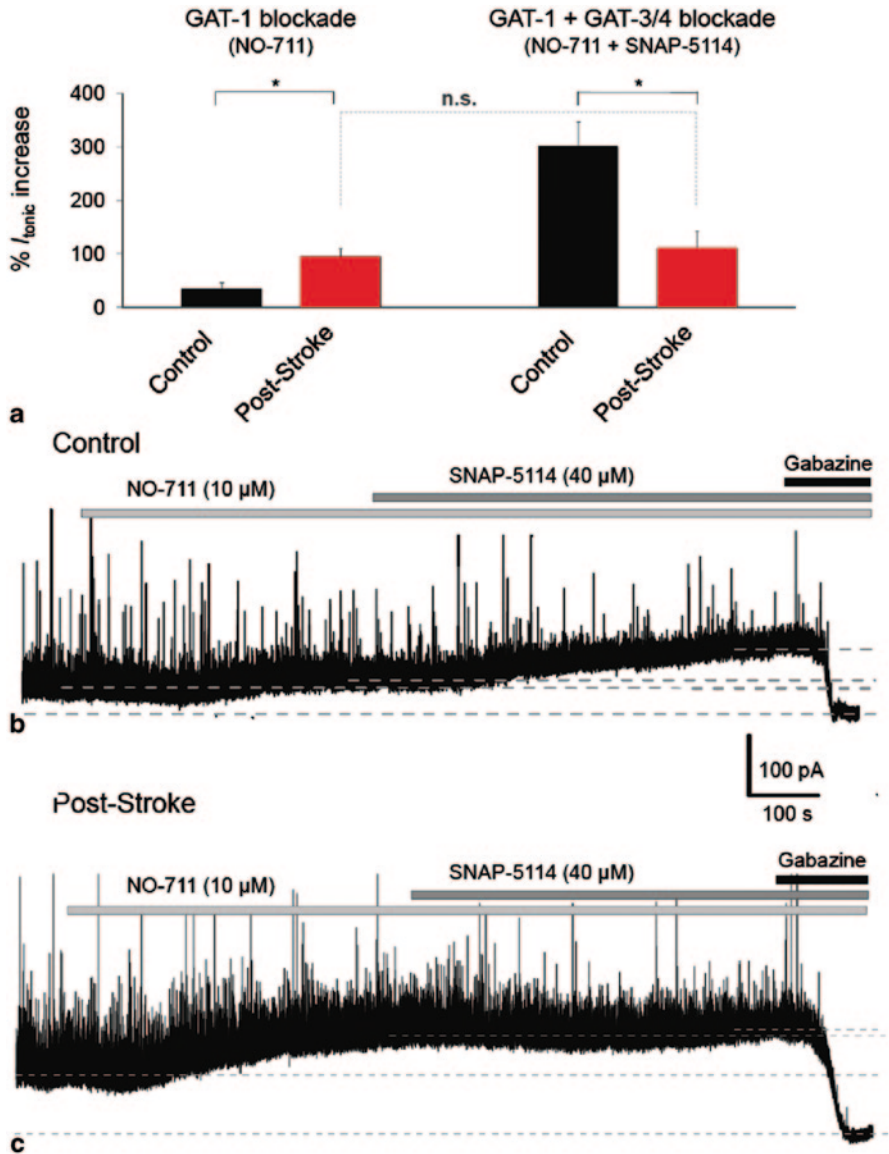 GAT-1 blockade
(NO-711)
GAT-1 + GAT-3/4 blockade
(NO-711 + SNAP-5114)
*
n.s.
*
% Itonic increase
400
300
200
100
0
Control
Post-Stroke
Control
Post-Stroke
a
Control
Gabazine
NO-711 (10 µM)
SNAP-5114 (40 µM)
b
100 pA
100 s
Post-Stroke
Gabazine
NO-711 (10 µM)
SNAP-5114 (40 µM)
c